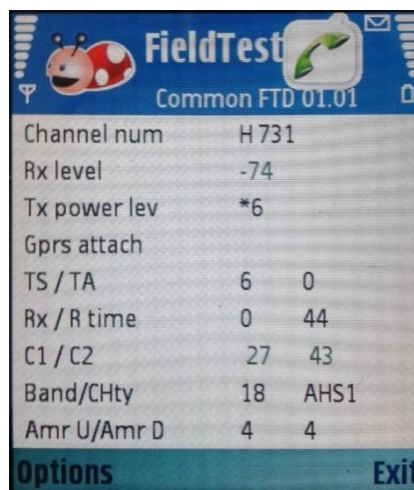 FieldTest
Common FTD 01.01
Channel num H 731
Rx level -74
Tx power lev *6
Gprs attach
TS / TA 6 0
Rx / R time 0 44
C1 / C2 27 43
Band/CHty 18 AHS1
Amr U/Amr D 4 4
Options Exit